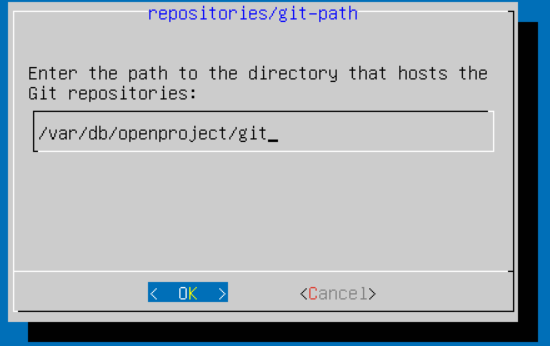 repositories/git-path
Enter the path to the directory that hosts the
Git repositories:
/var/db/openproject/git_
< OK >
<Cancel>